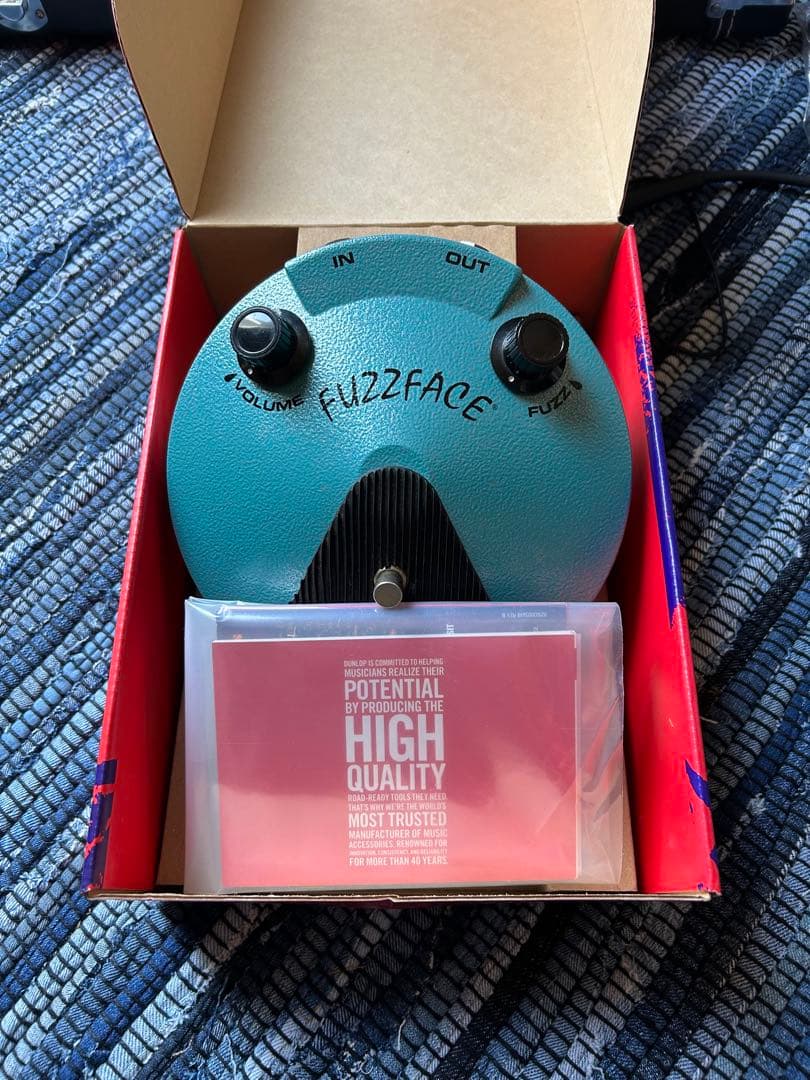 IN OUT
VOLUME FUZZFACE® FUZZ
DUNLOP IS COMMITTED TO HELPING
MUSICIANS REALIZE THEIR
POTENTIAL
BY PRODUCING THE
HIGH
QUALITY
ROAD-READY TOOLS THEY NEED.
THAT'S WHY WE'RE THE WORLD'S
MOST TRUSTED
MANUFACTURER OF MUSIC
ACCESSORIES, RENOWNED FOR
INNOVATION, CONSISTENCY, AND RELIABILITY
FOR MORE THAN 40 YEARS.